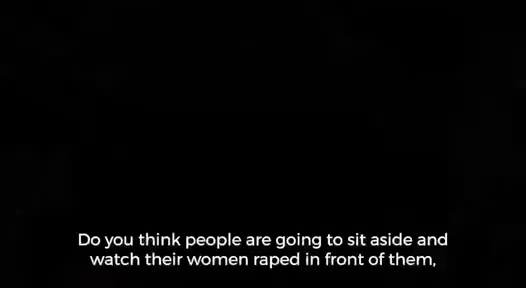 Do you think people are going to sit aside and
watch their women raped in front of them,